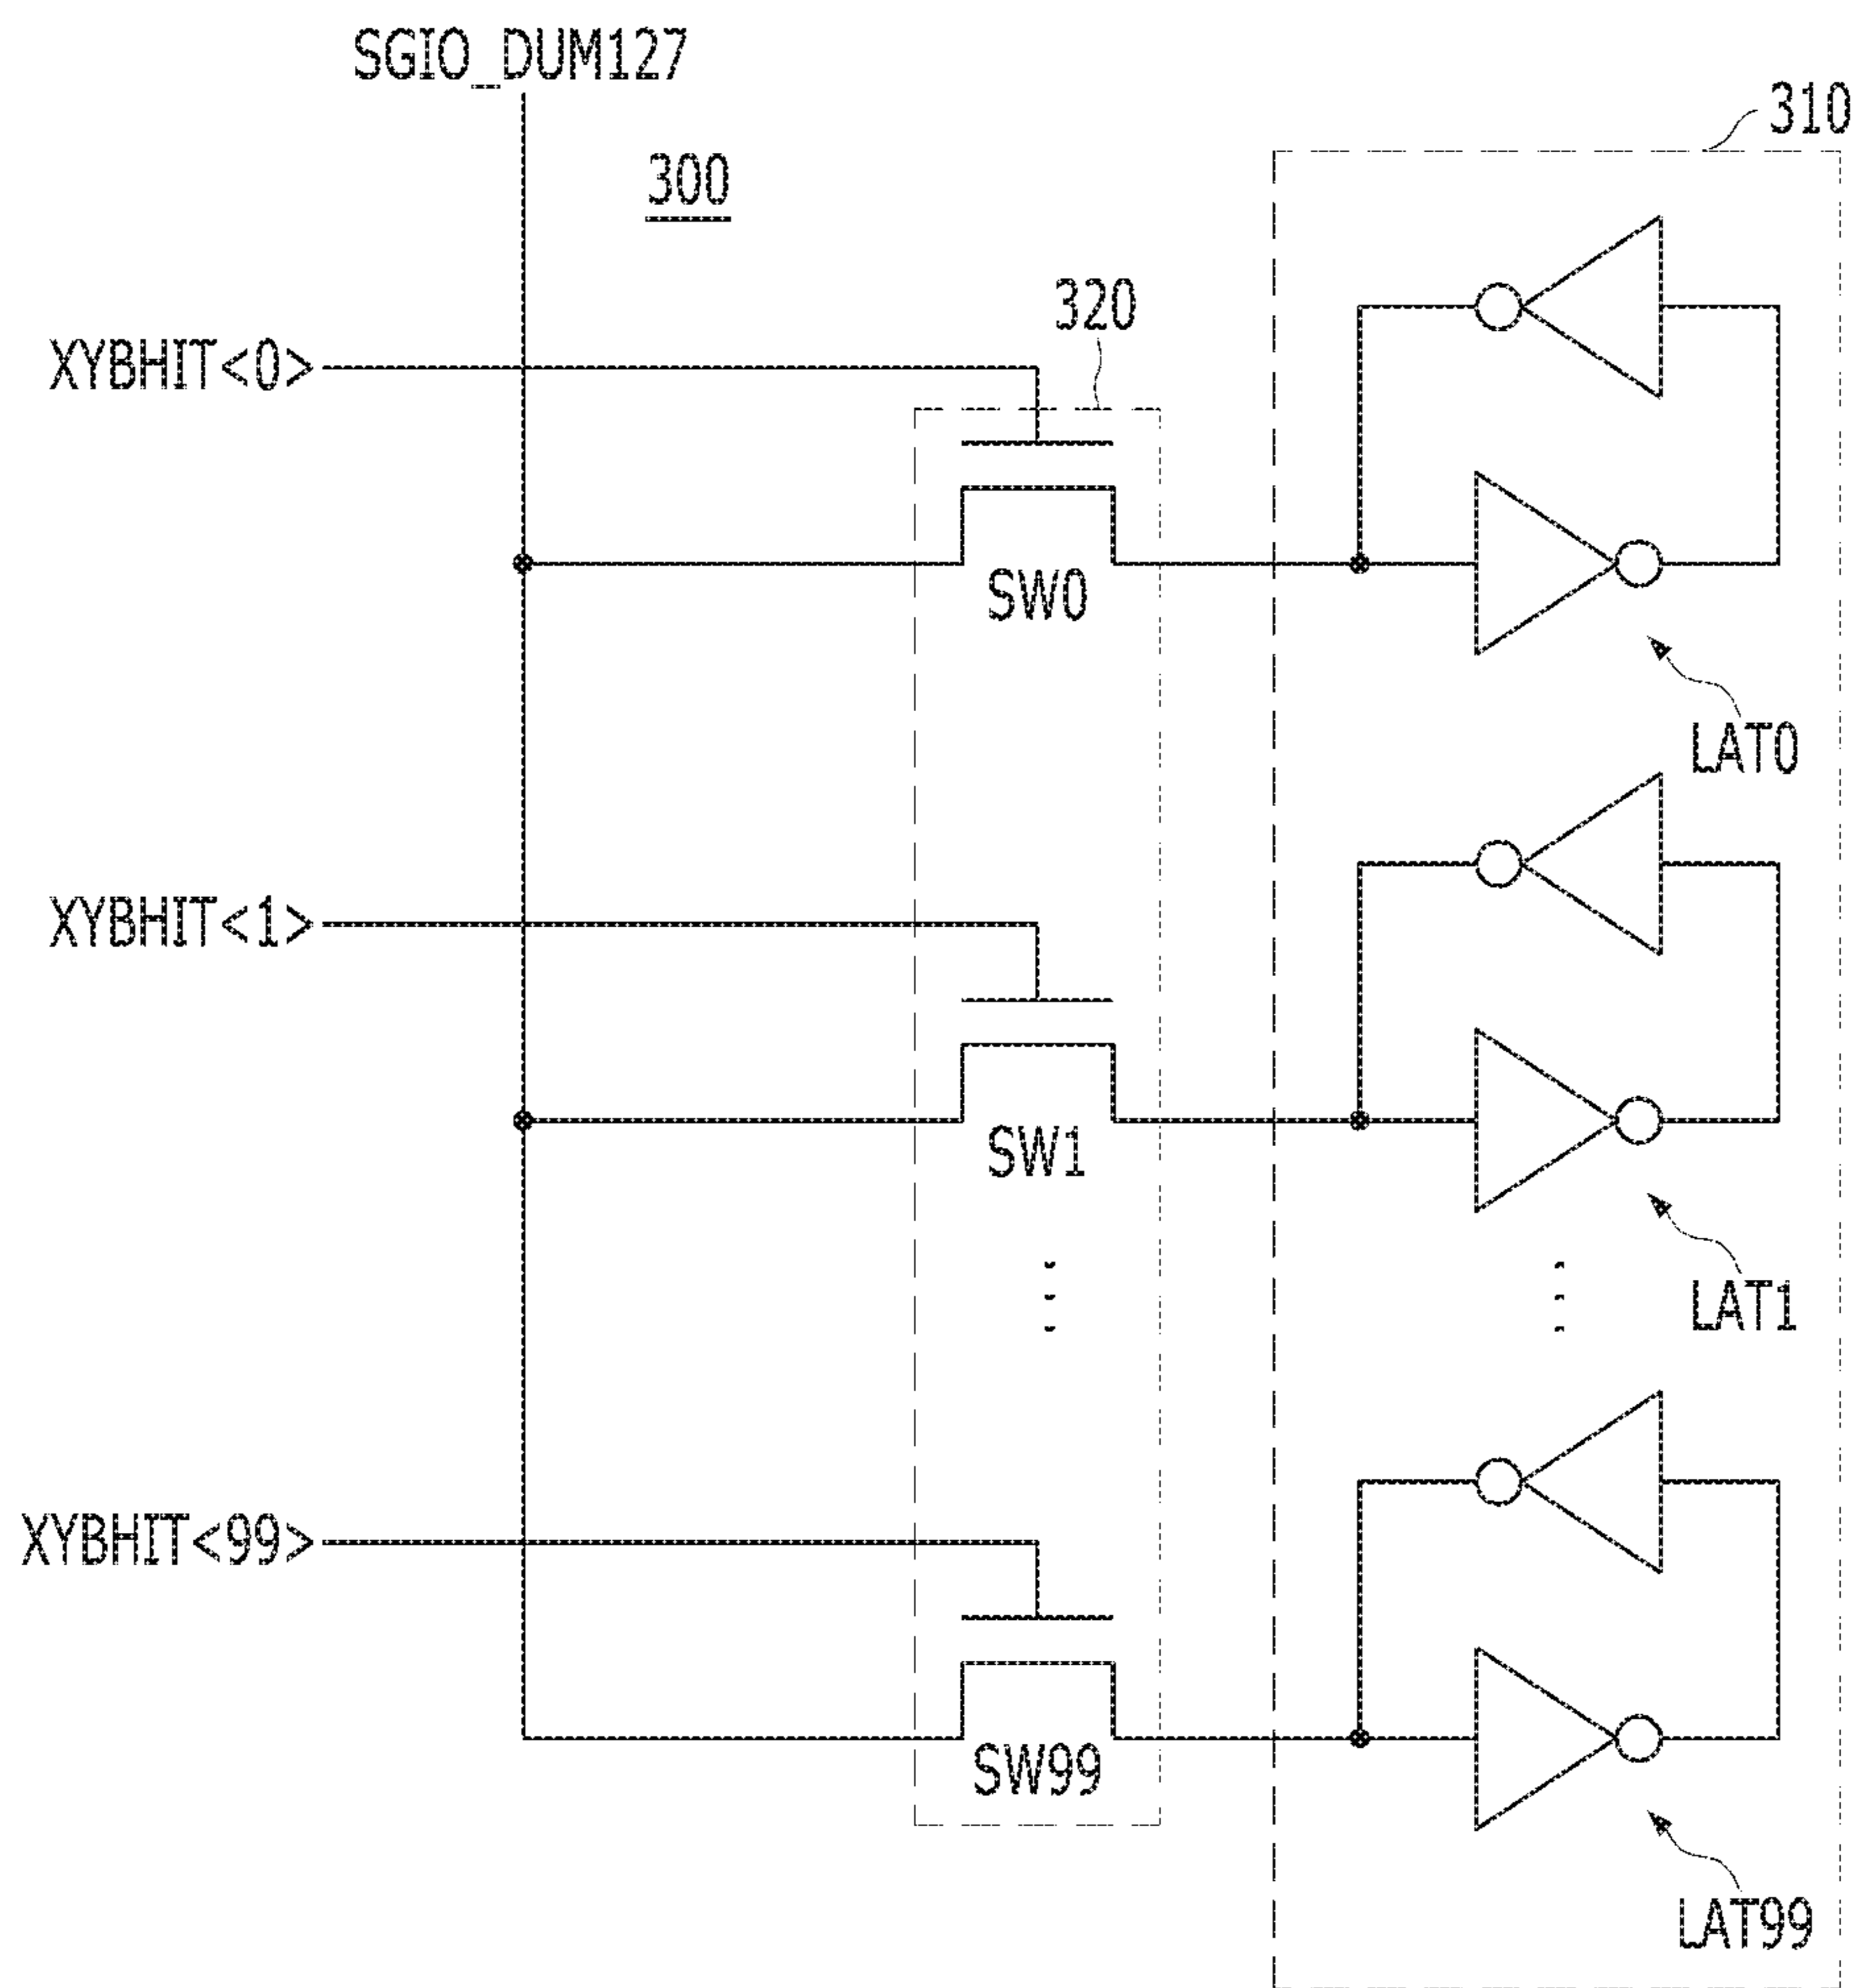 SGIO_DUM127
310
300
320
XYBHIT<0>
SW0
LAT0
XYBHIT<1>
SW1
LAT1
XYBHIT<99>
SW99
LAT99